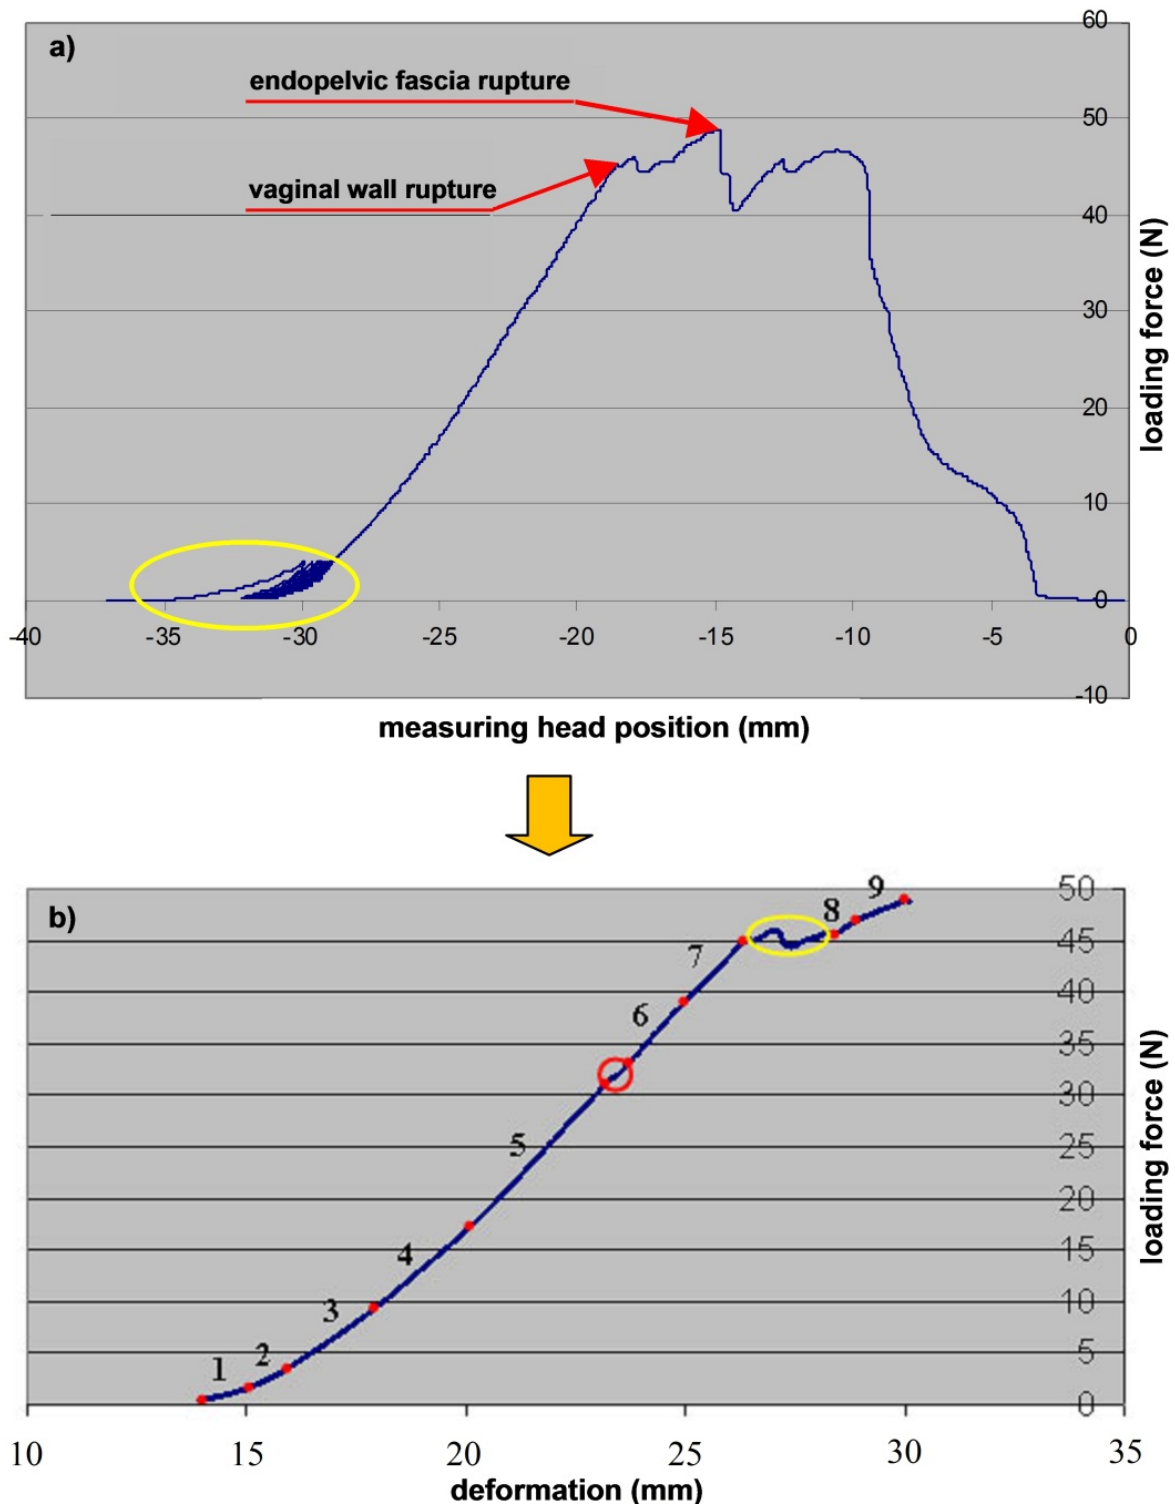 60
a)
endopelvic fascia rupture
50
vaginal wall rupture
40
30
20
10
0
-40 -35 -30 -25 -20 -15 -10 -5 0
-10
loading force (N)
measuring head position (mm)
b)
9
50
8
45
7
40
6
35
30
5
25
20
4
15
3
10
2
5
1
0
10 15 20 25 30 35
loading force (N)
deformation (mm)